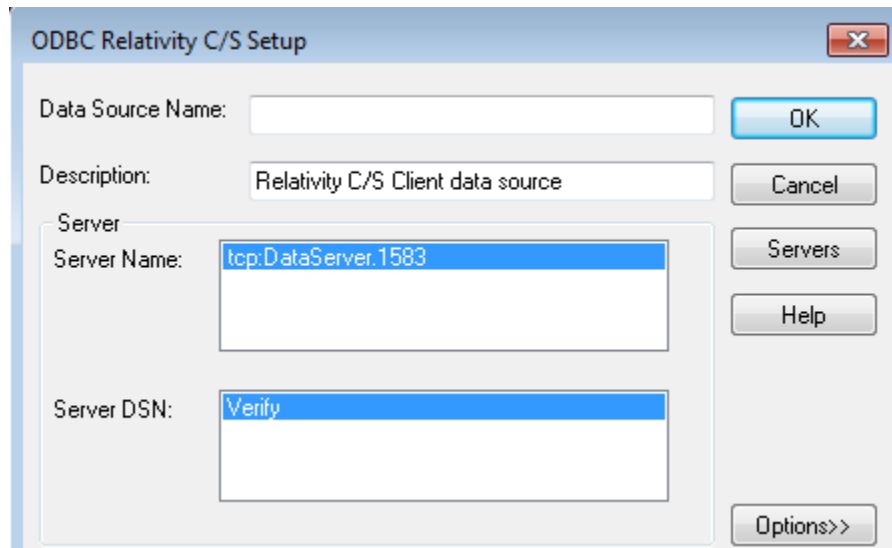 ODBC Relativity C/S Setup
Data Source Name:
OK
Description:
Relativity C/S Client data source
Cancel
Server
Server Name:
tcp:DataServer.1583
Servers
Help
Server DSN:
Verify
Options>>